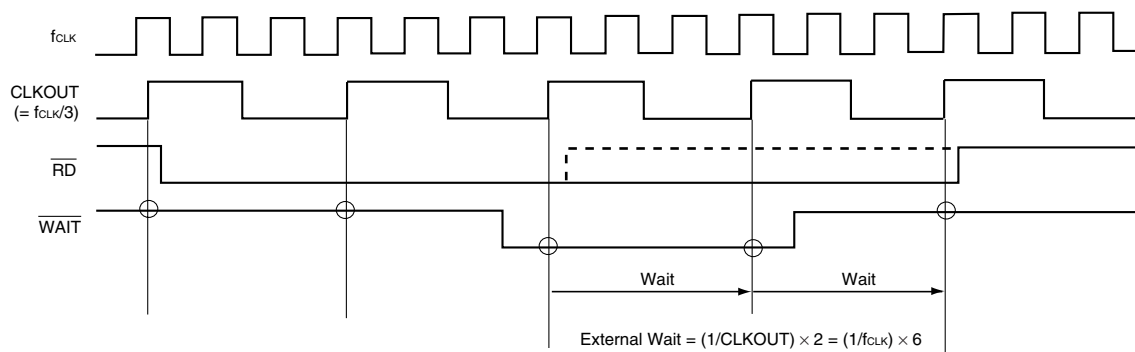 fCLK
CLKOUT
(= fCLK/3)
RD
WAIT
Wait
Wait
External Wait = (1/CLKOUT) × 2 = (1/fCLK) × 6